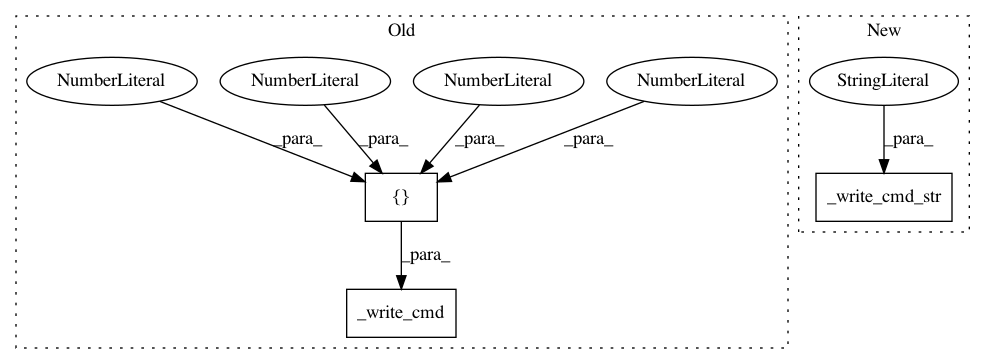 Old
New
NumberLiteral
NumberLiteral
NumberLiteral
NumberLiteral
StringLiteral
_para_
_para_
_para_
_para_
_para_
{}
_write_cmd_str
_para_
_write_cmd